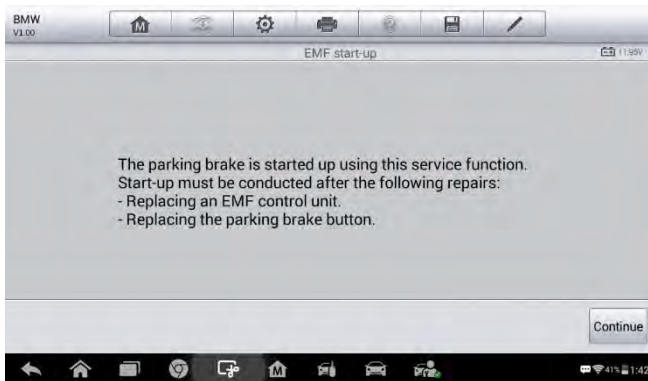 BMW
V1.00
M
EMF start-up
11.95V
The parking brake is started up using this service function.
Start-up must be conducted after the following repairs:
- Replacing an EMF control unit.
- Replacing the parking brake button.
Continue
M
41% 1:42